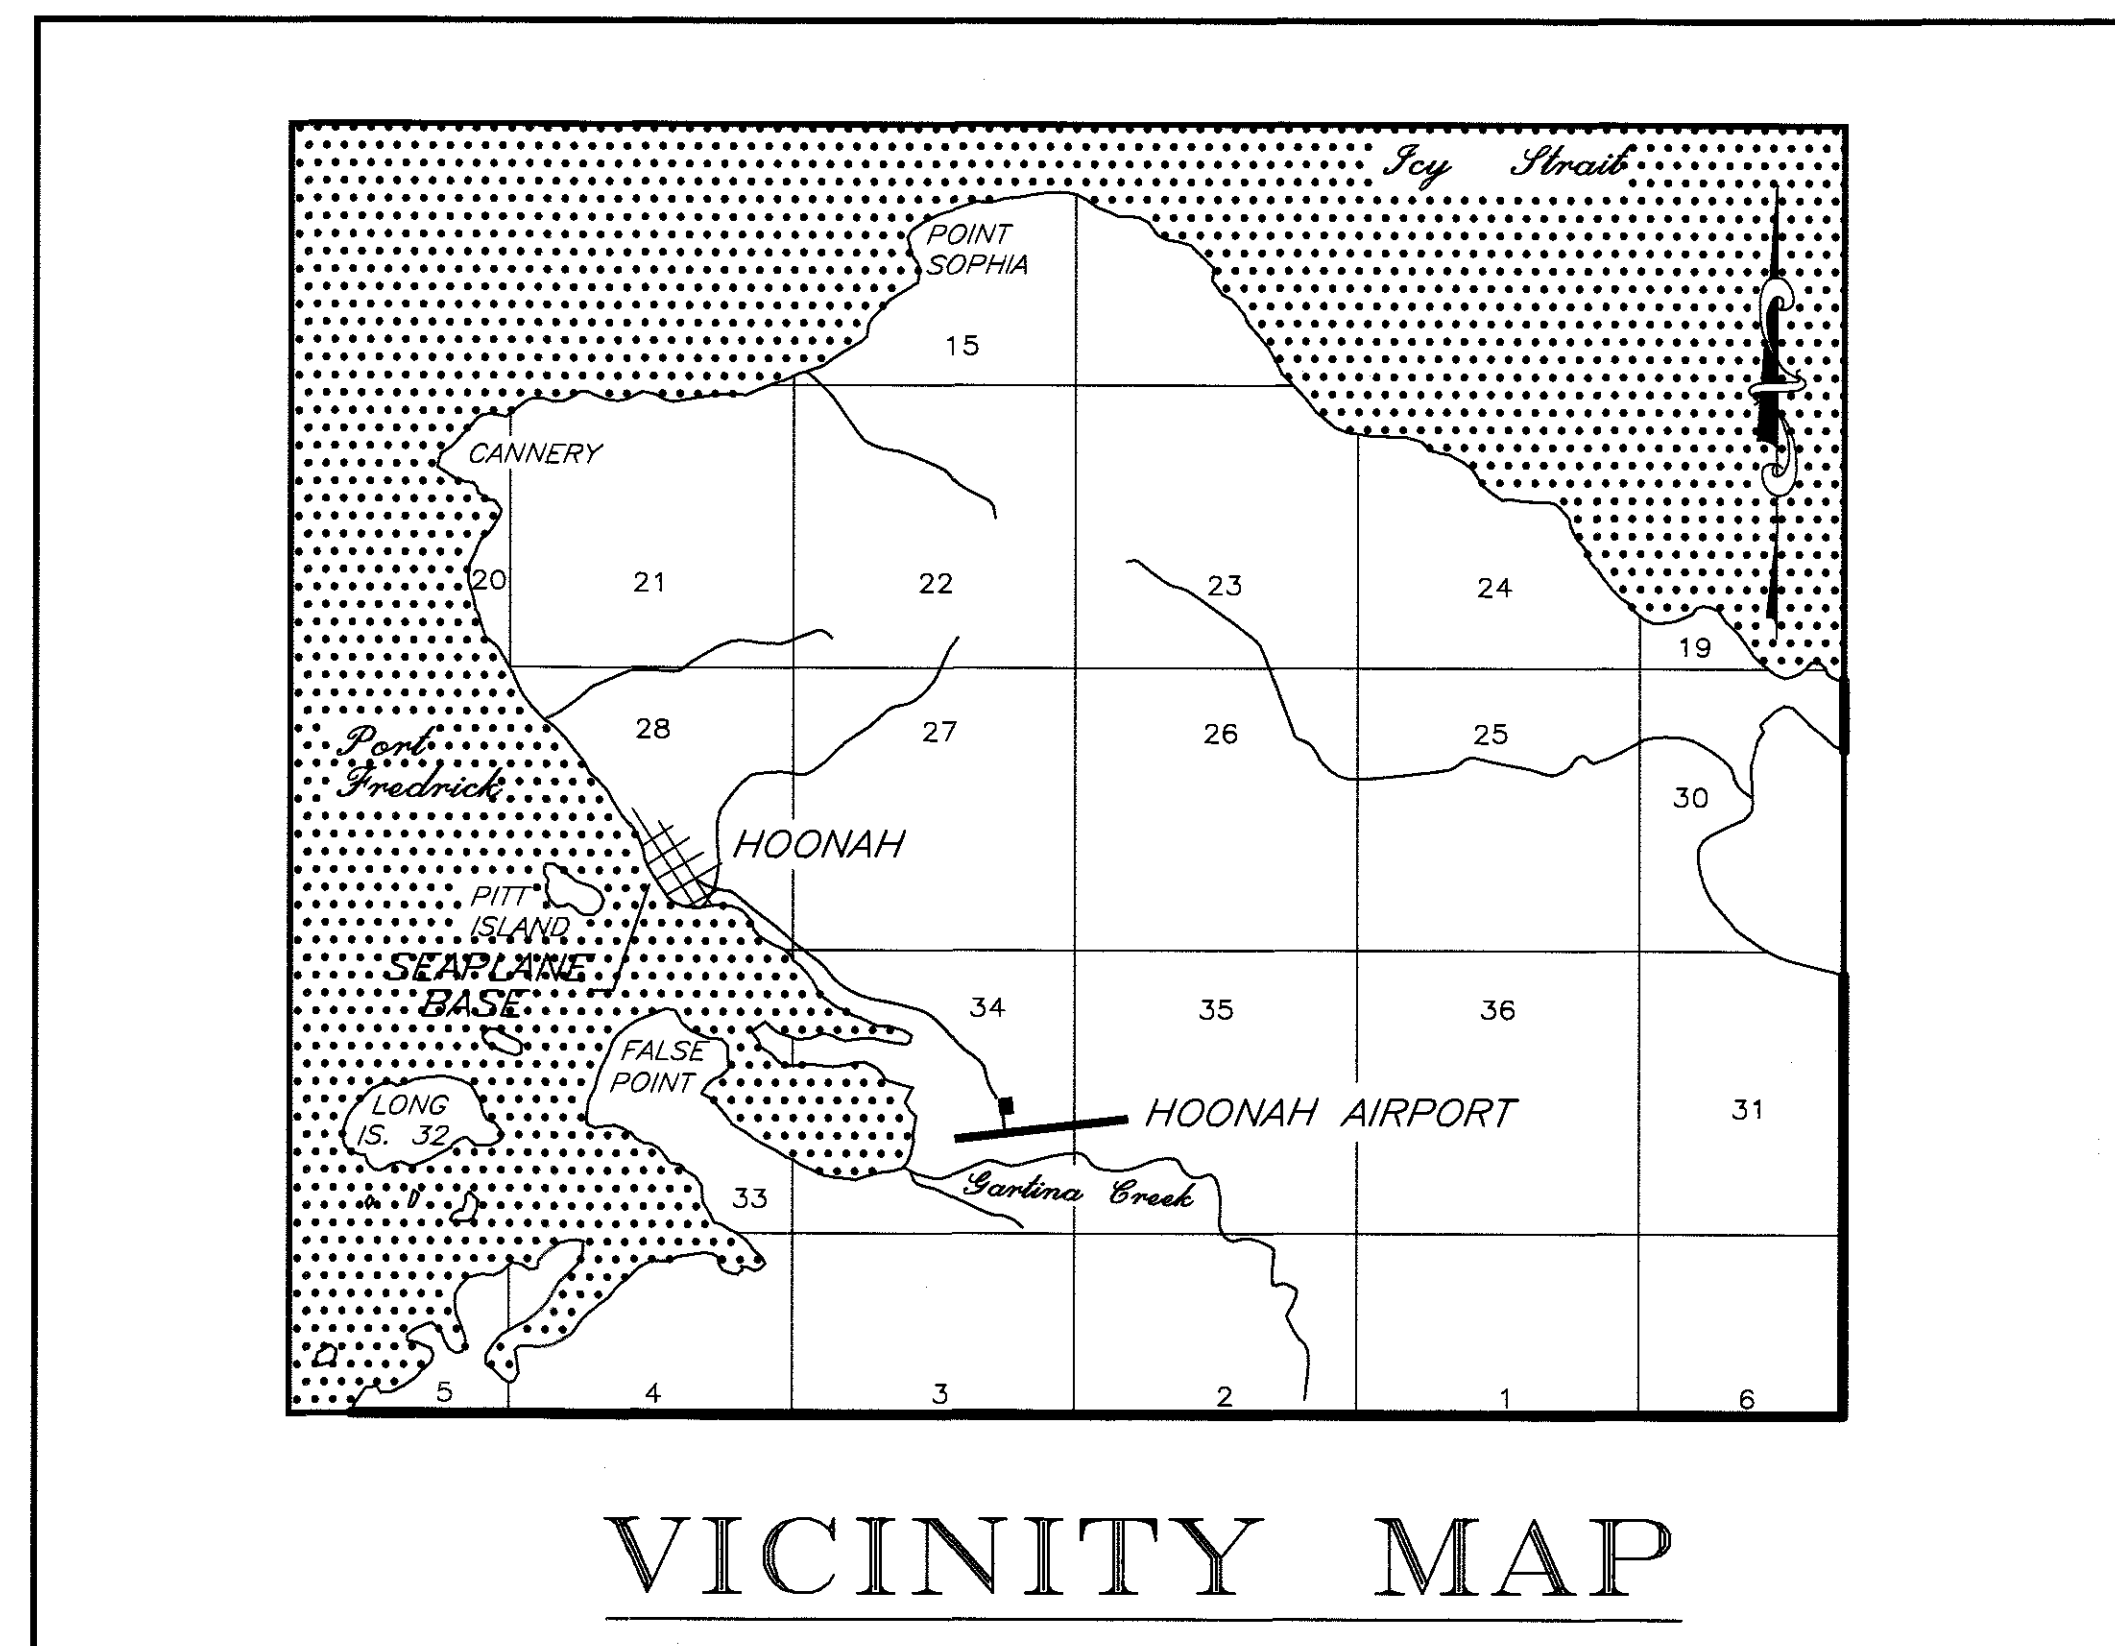 Icy Strait
POINT
SOPHIA
15
CANNERY
20
21
22
23
24
19
Port
Fredrick
28
27
26
25
30
HOONAH
PITT
ISLAND
SEAPLANE
BASE
34
35
36
FALSE
POINT
LONG
IS. 32
HOONAH AIRPORT
31
33
Gartina Creek
5
4
3
2
1
6
VICINITY MAP